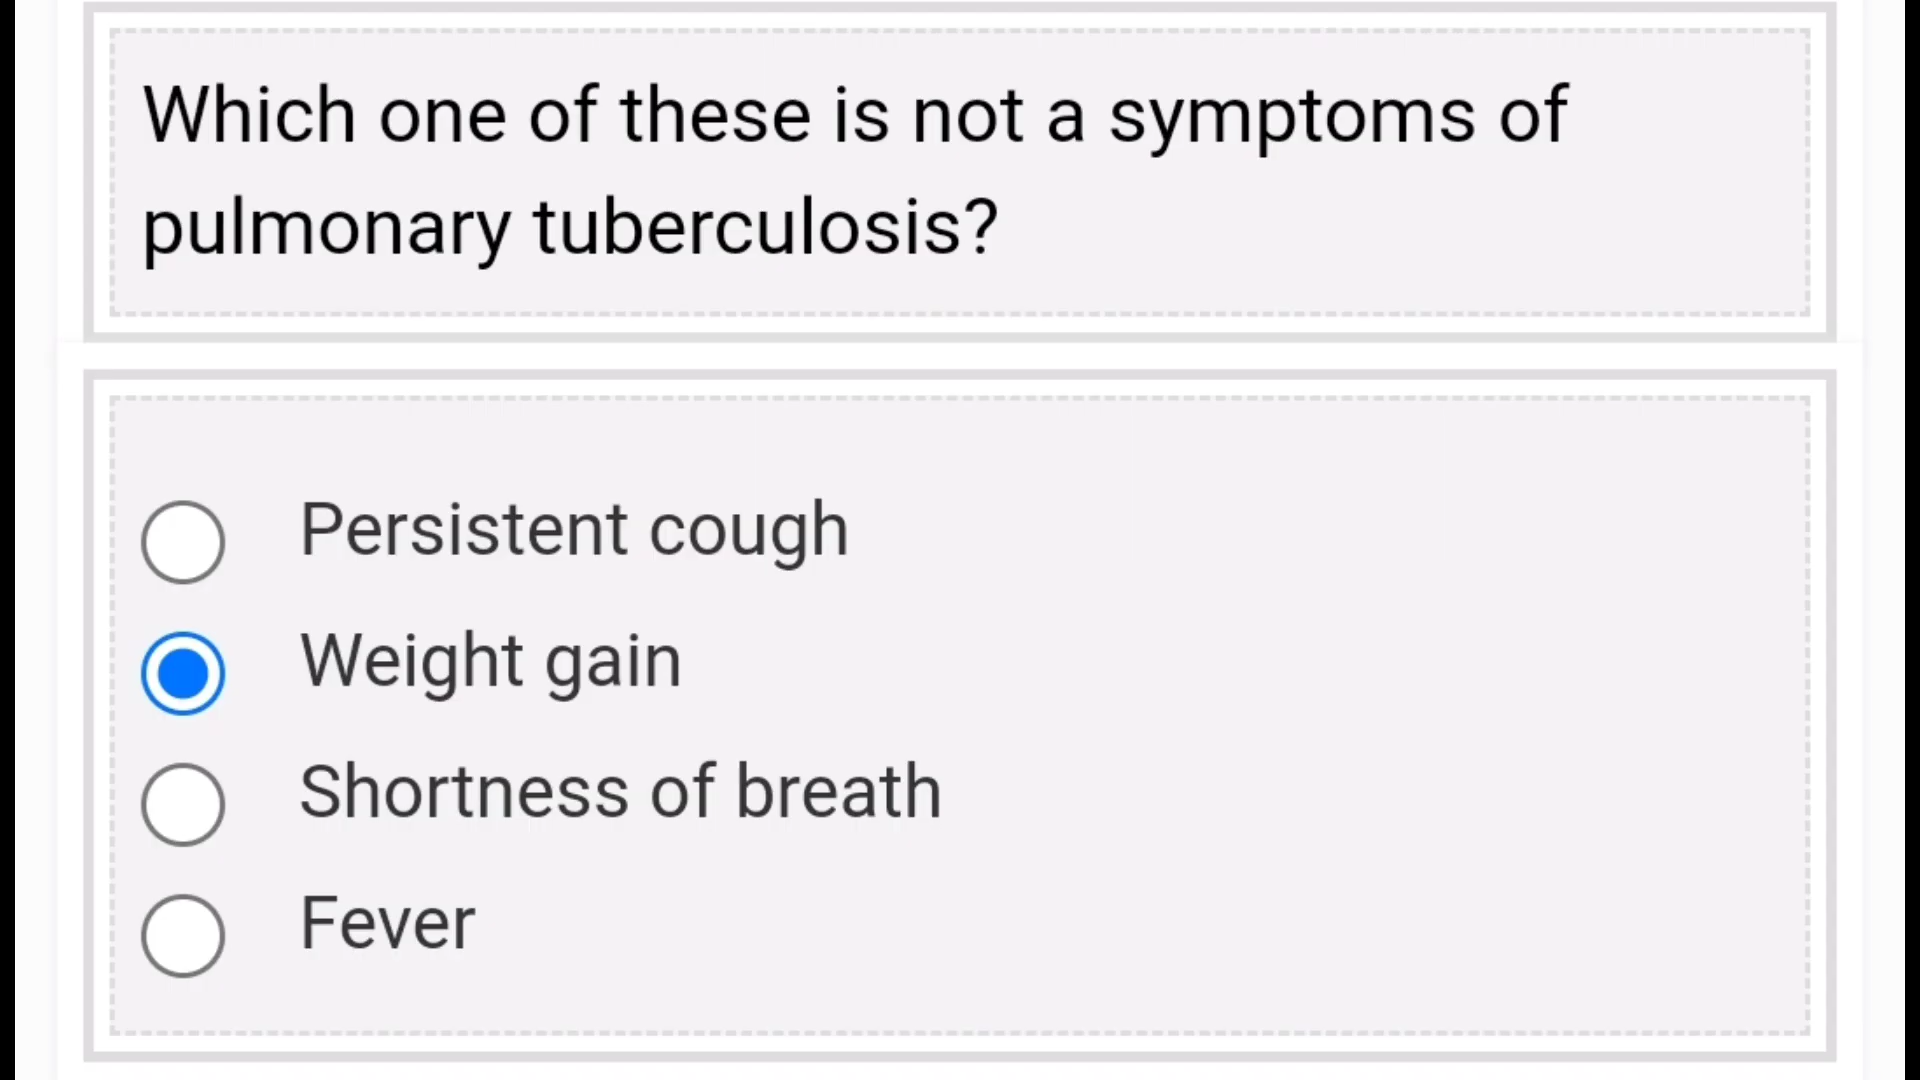 Which one of these is not a symptoms of
pulmonary tuberculosis?
Persistent cough
Weight gain
Shortness of breath
Fever